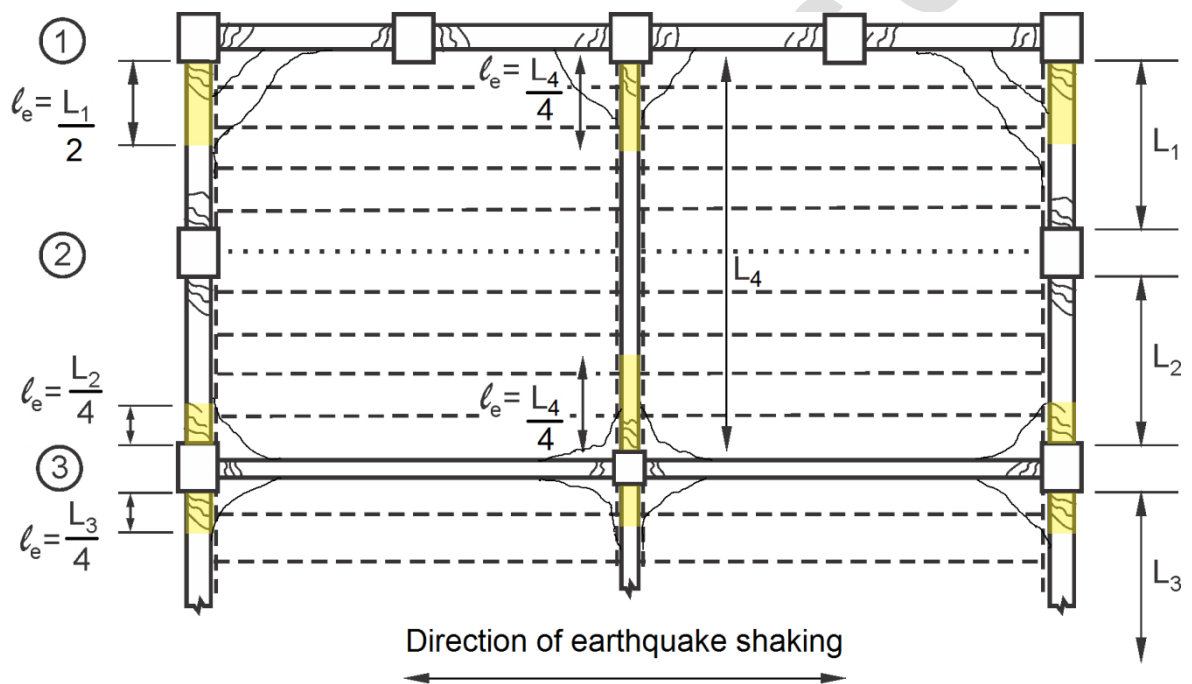 1
ℓe = L1/2
ℓe = L4/4
L1
2
L4
ℓe = L2/4
ℓe = L4/4
L2
3
ℓe = L3/4
L3
Direction of earthquake shaking